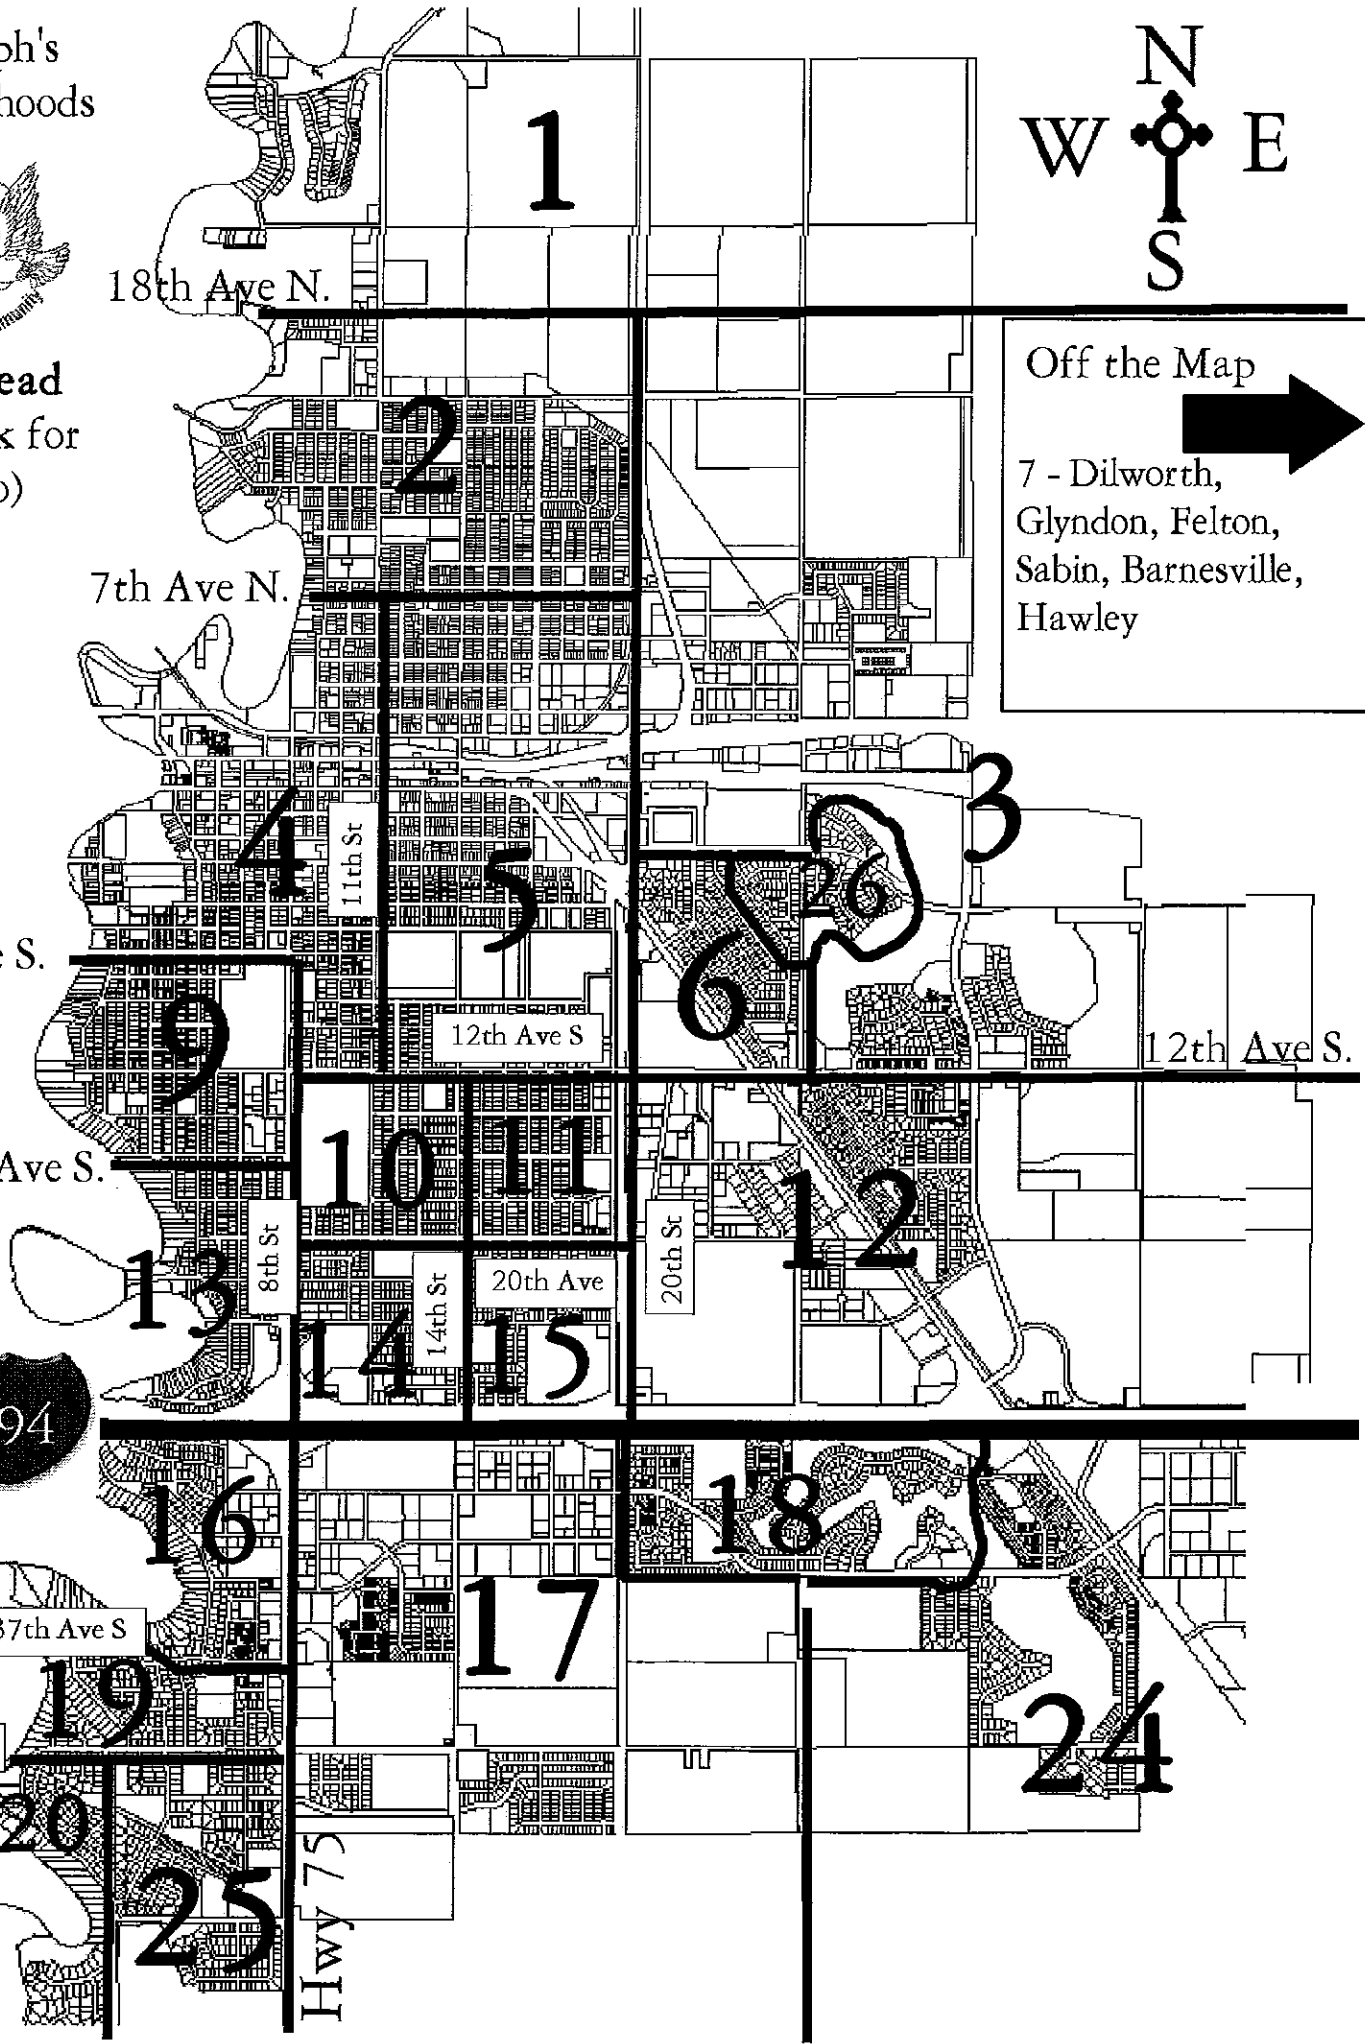 ph's
hoods
1
N
W E
S
18th Ave N.
ead
k for
o)
2
Off the Map
7 - Dilworth,
Glyndon, Felton,
Sabin, Barnesville,
Hawley
7th Ave N.
3
4
11th St
5
26
e S.
6
9
12th Ave S
12th Ave S.
10
11
Ave S.
12
13
8th St
14th St
20th Ave
20th St
14
15
94
16
18
17
37th Ave S
19
24
20
25
Hwy 75